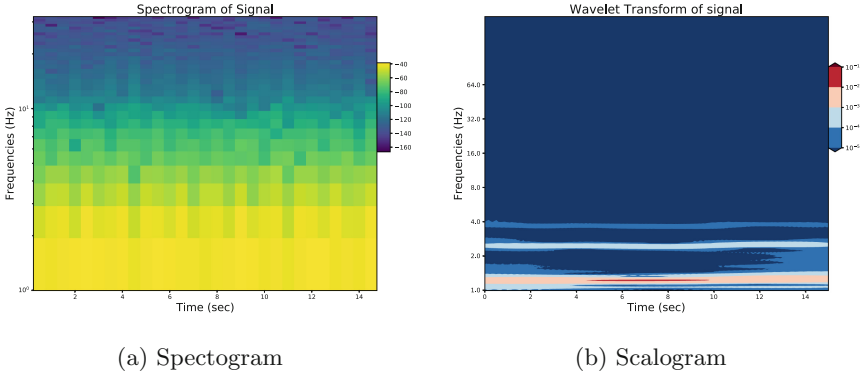 Spectrogram of Signal
Frequencies (Hz)
10¹
10⁰
2 4 6 8 10 12 14
Time (sec)
−40
−60
−80
−100
−120
−140
−160
(a) Spectogram
Wavelet Transform of signal
Frequencies (Hz)
64.0
32.0
16.0
8.0
4.0
2.0
1.0
0 2 4 6 8 10 12 14
Time (sec)
(b) Scalogram